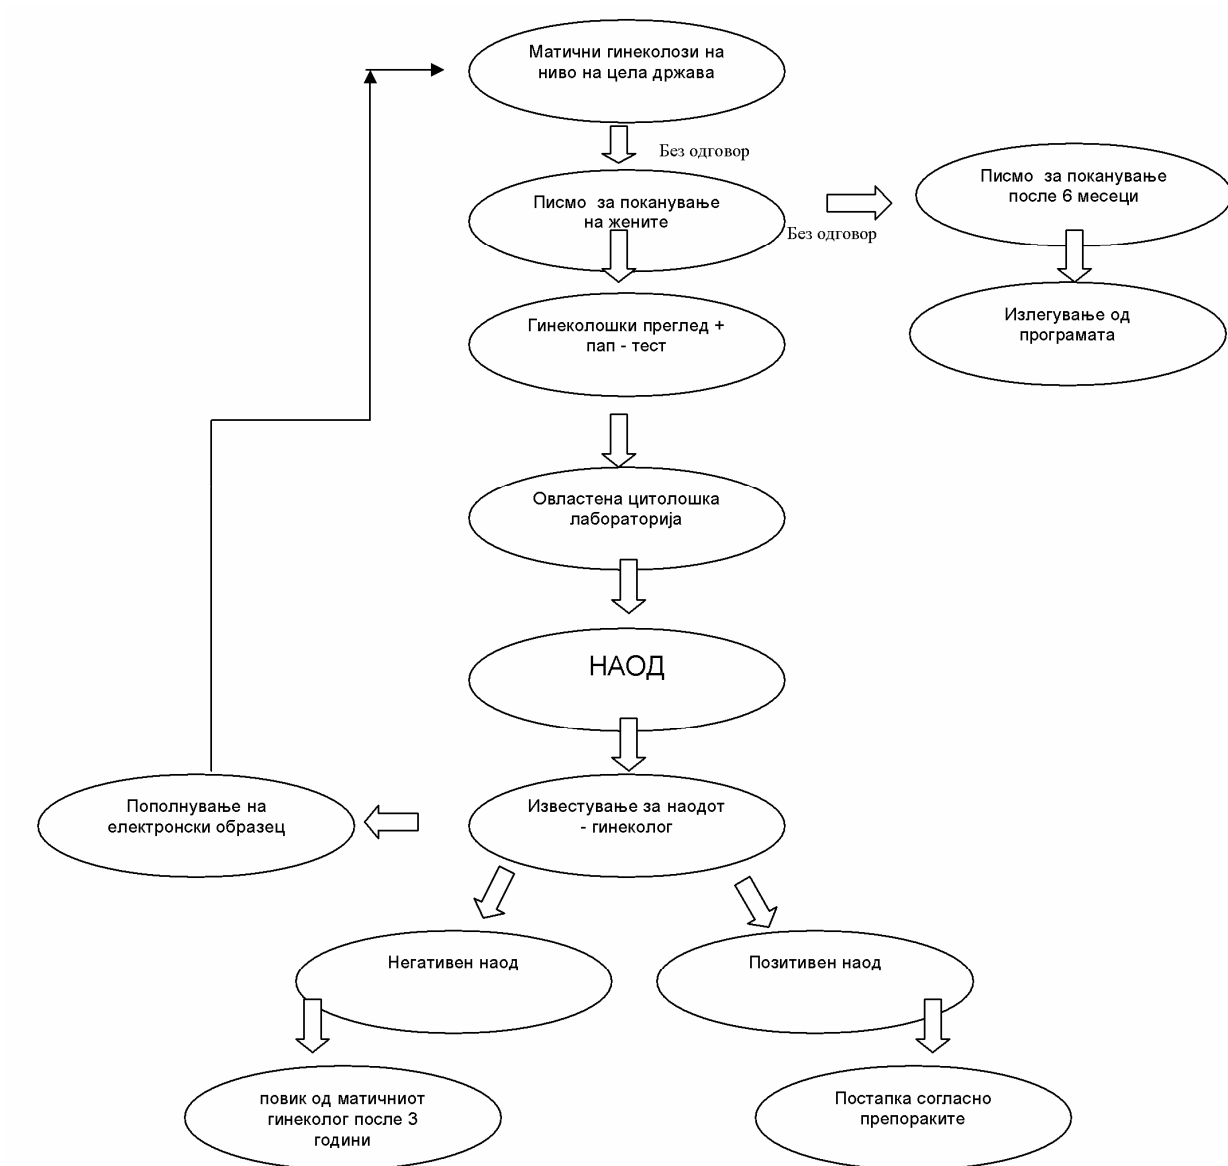 Матични гинеколози на
ниво на цела држава
Без одговор
Писмо за поканување
на жените
Писмо за поканување
после 6 месеци
Без одговор
Гинеколошки преглед +
пап - тест
Излегување од
програмата
Овластена цитолошка
лабораторија
НАОД
Пополнување на
електронски образец
Известување за наодот
- гинеколог
Негативен наод
Позитивен наод
повик од матичниот
гинеколог после 3
години
Постапка согласно
препораките